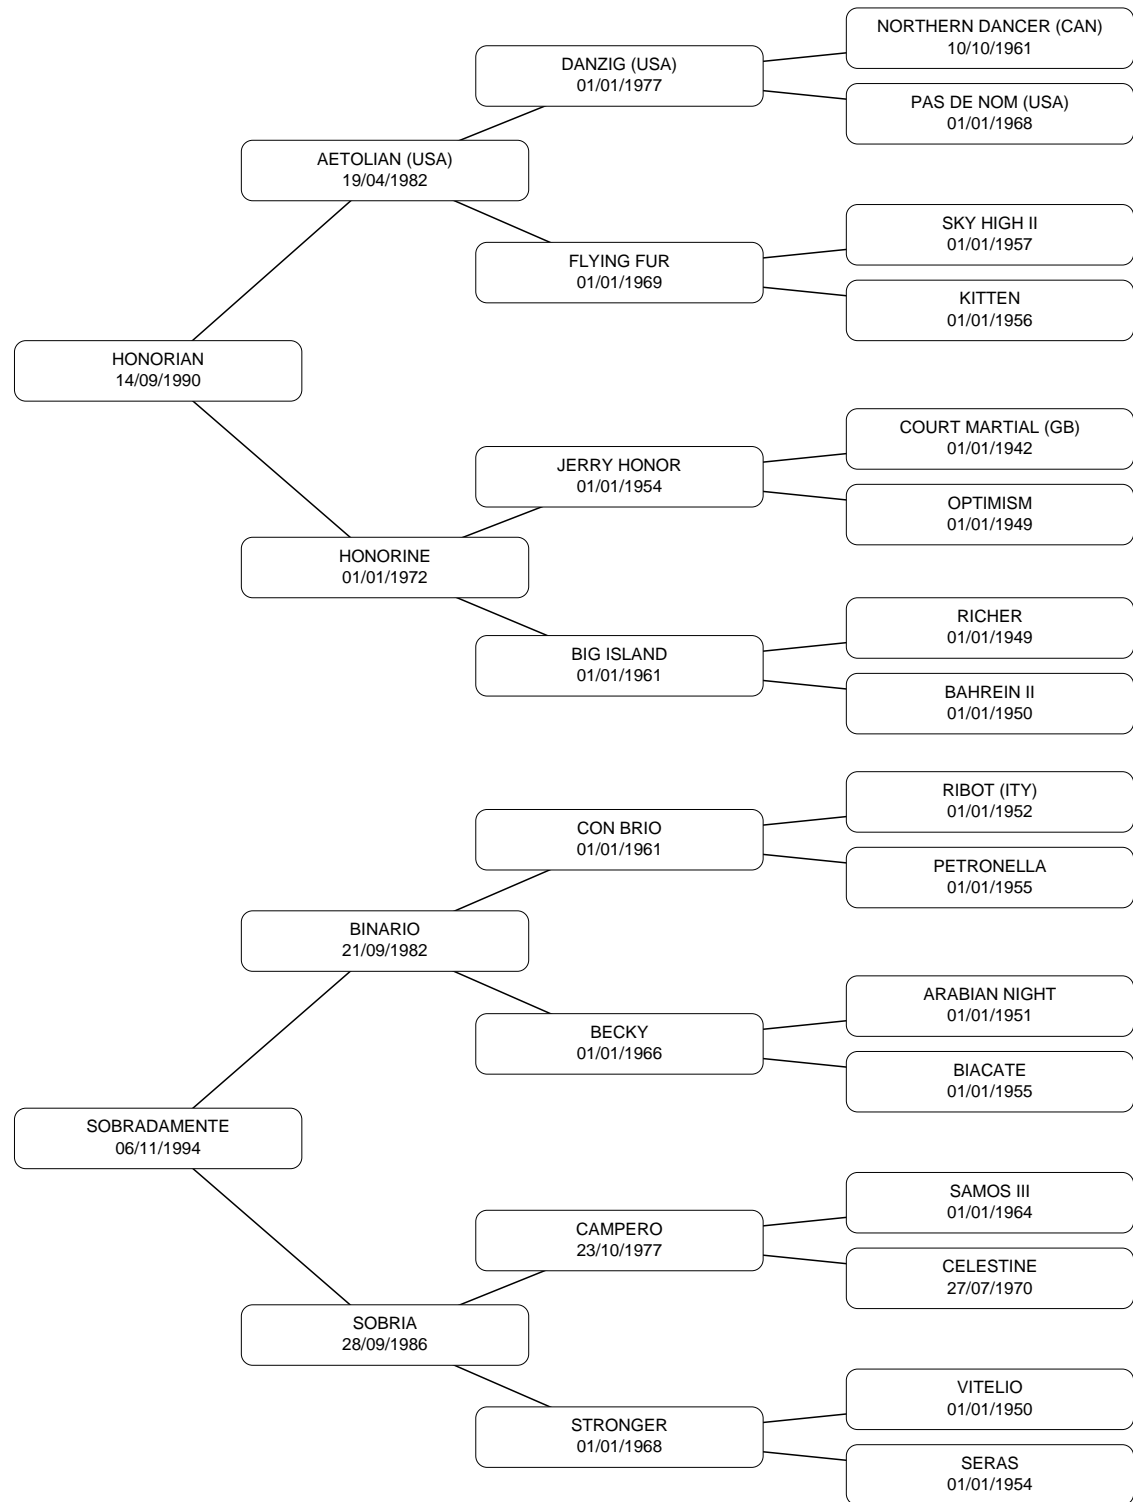 NORTHERN DANCER (CAN)
10/10/1961
DANZIG (USA)
01/01/1977
PAS DE NOM (USA)
01/01/1968
AETOLIAN (USA)
19/04/1982
SKY HIGH II
01/01/1957
FLYING FUR
01/01/1969
KITTEN
01/01/1956
HONORIAN
14/09/1990
COURT MARTIAL (GB)
01/01/1942
JERRY HONOR
01/01/1954
OPTIMISM
01/01/1949
HONORINE
01/01/1972
RICHER
01/01/1949
BIG ISLAND
01/01/1961
BAHREIN II
01/01/1950
RIBOT (ITY)
01/01/1952
CON BRIO
01/01/1961
PETRONELLA
01/01/1955
BINARIO
21/09/1982
ARABIAN NIGHT
01/01/1951
BECKY
01/01/1966
BIACATE
01/01/1955
SOBRADAMENTE
06/11/1994
SAMOS III
01/01/1964
CAMPERO
23/10/1977
CELESTINE
27/07/1970
SOBRIA
28/09/1986
VITELIO
01/01/1950
STRONGER
01/01/1968
SERAS
01/01/1954